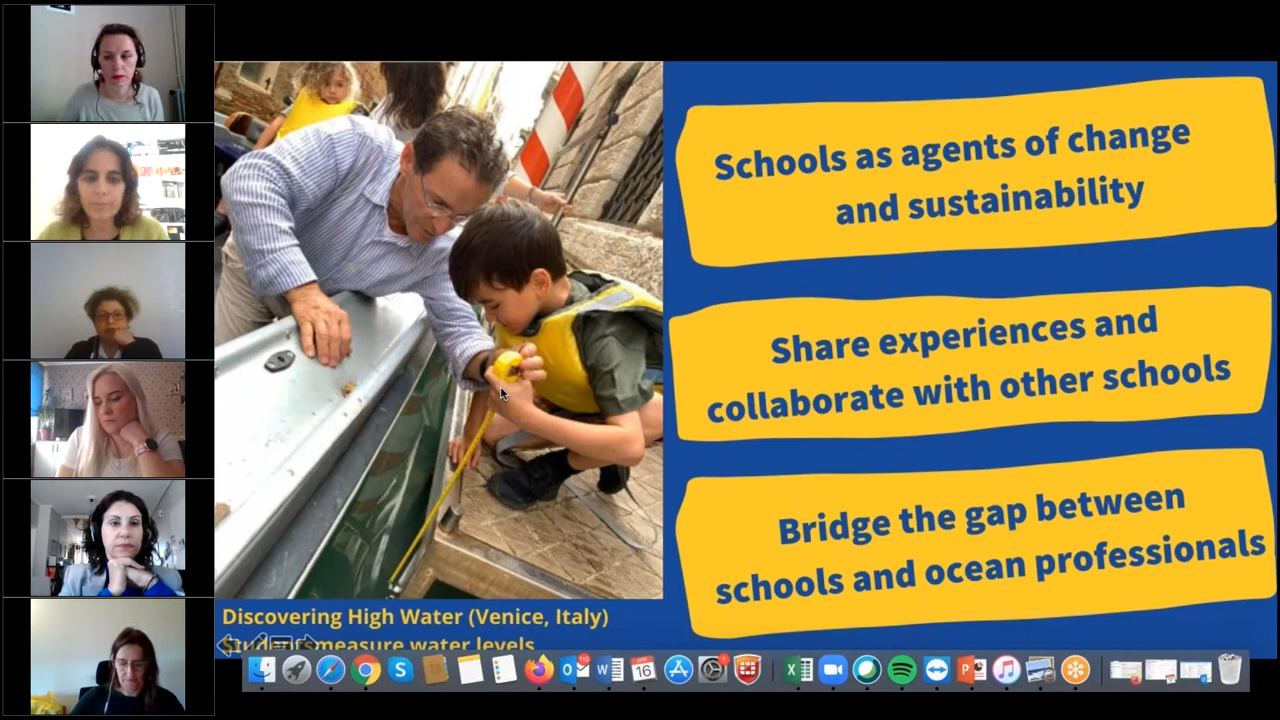 Schools as agents of change
and sustainability
Share experiences and
collaborate with other schools
Bridge the gap between
schools and ocean professionals
Discovering High Water (Venice, Italy)
Students measure water levels
16